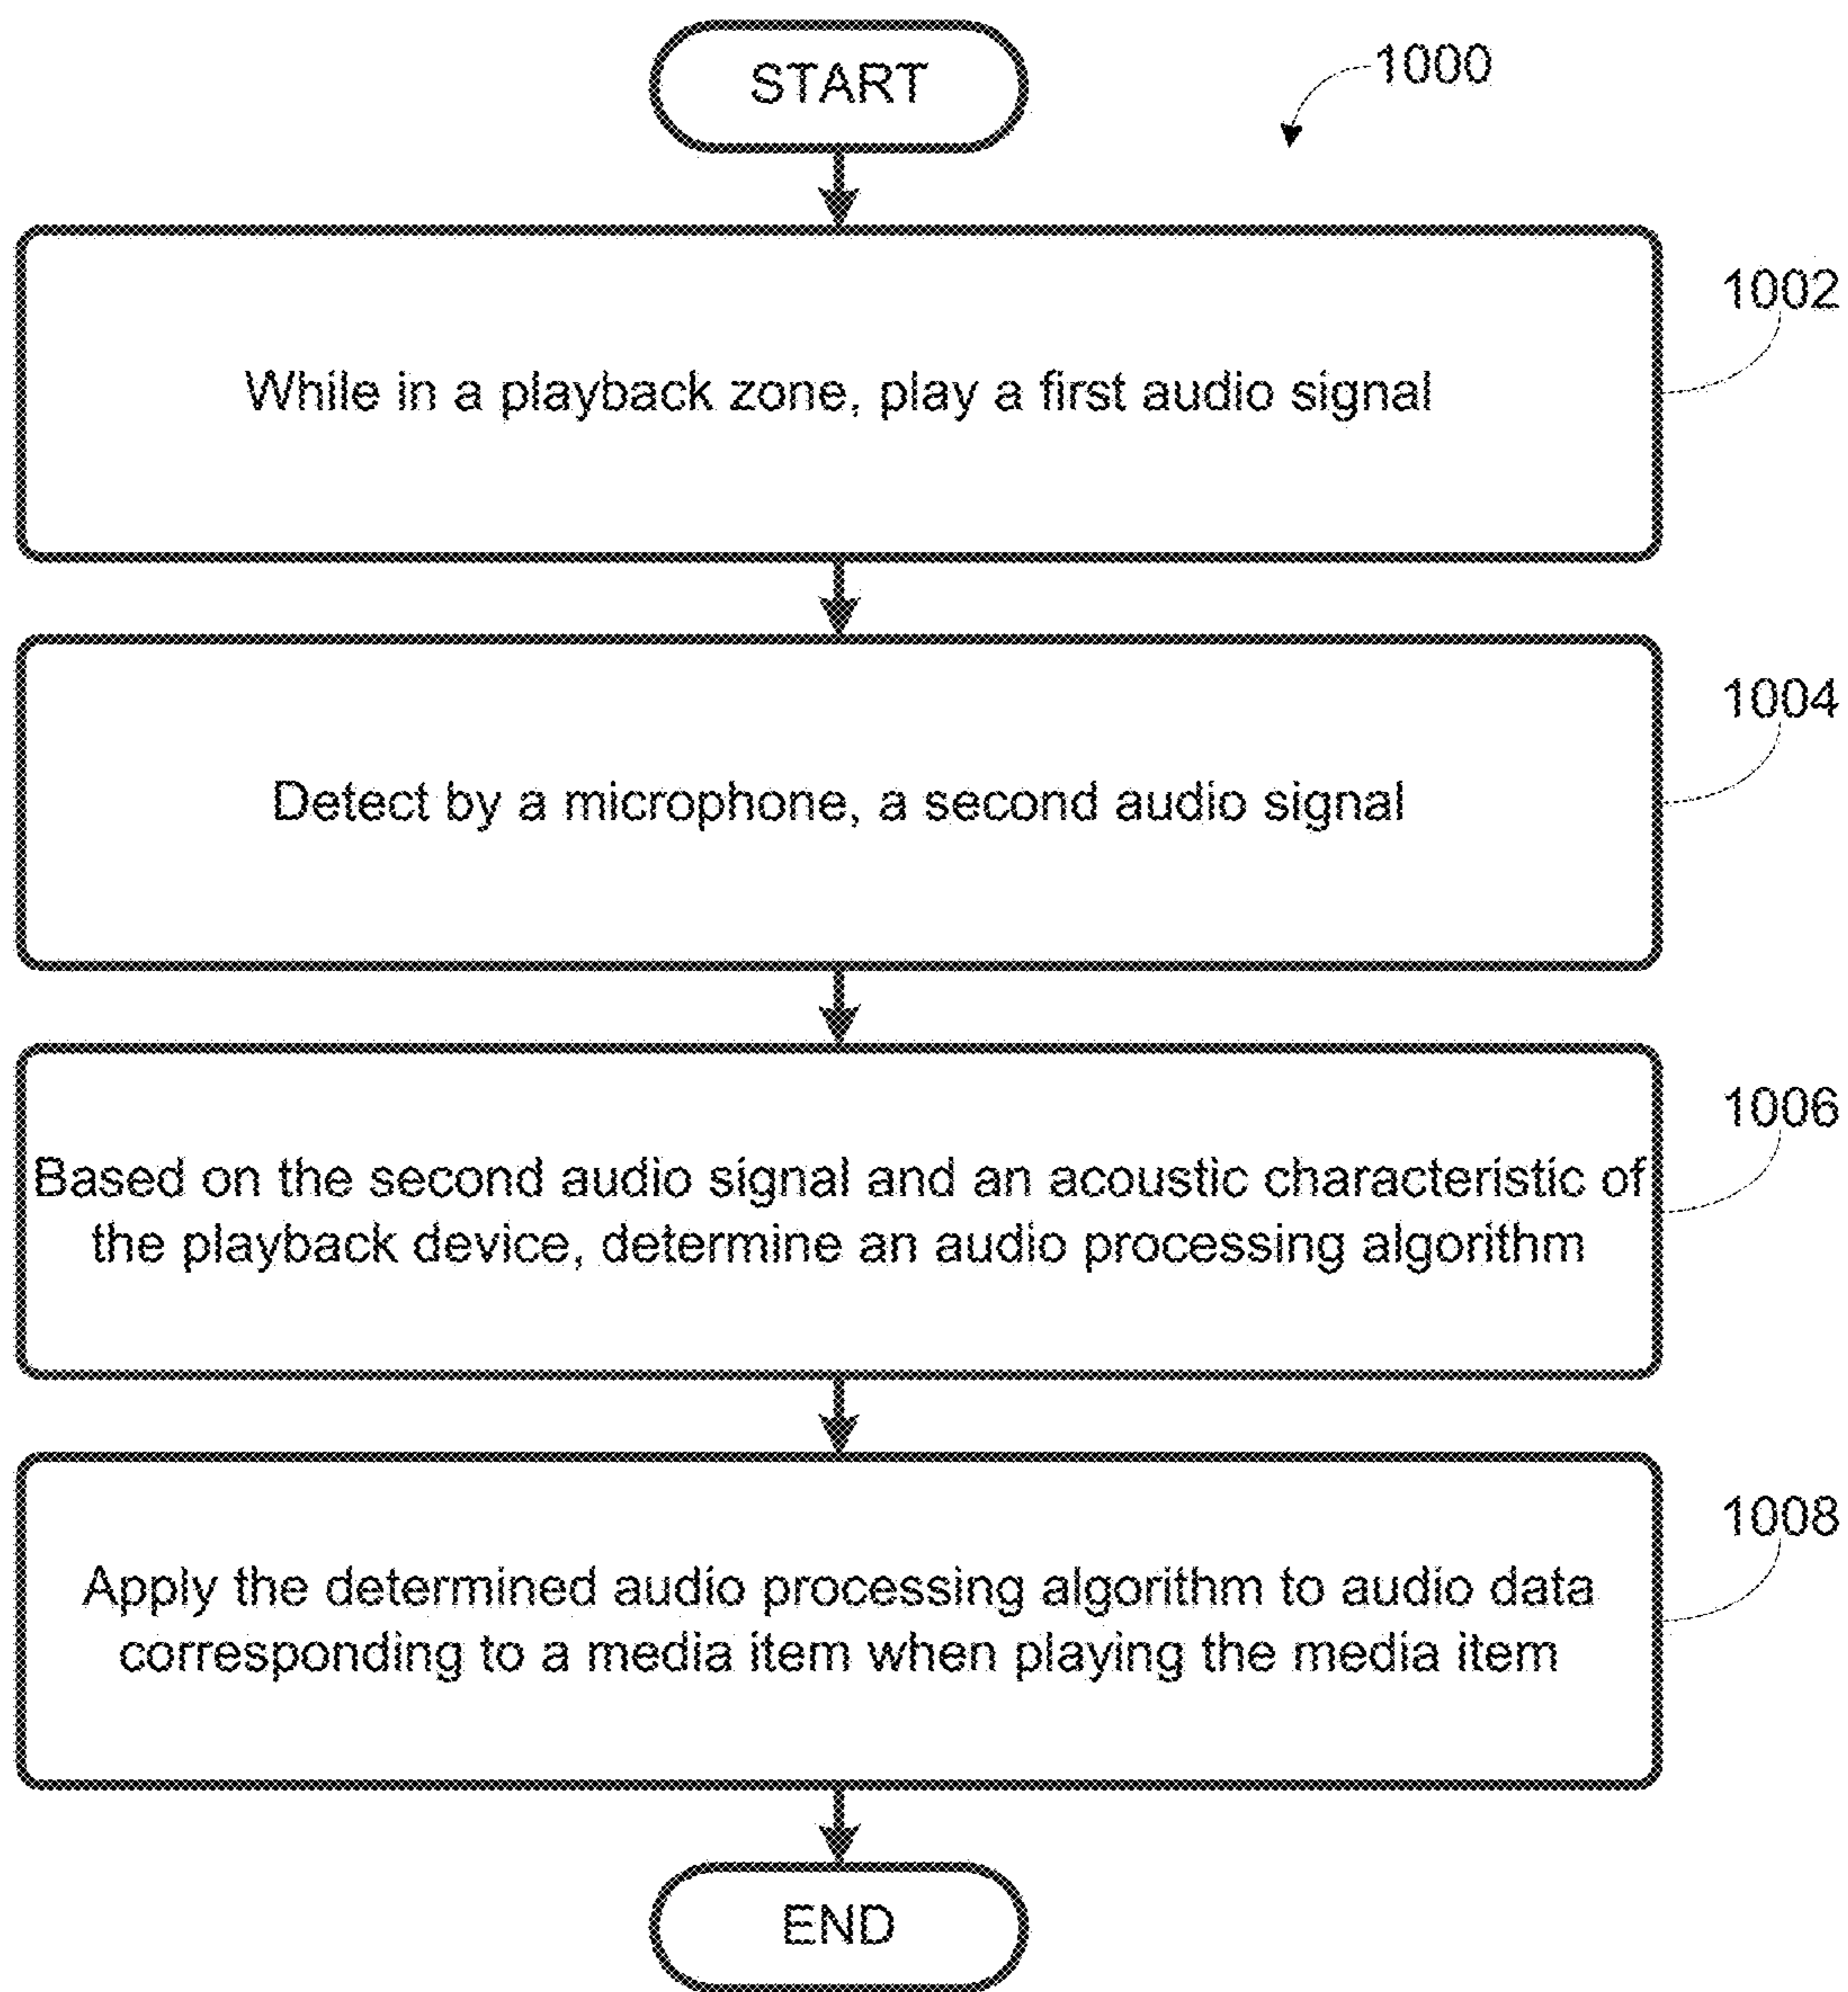 START
1000
1002
While in a playback zone, play a first audio signal
1004
Detect by a microphone, a second audio signal
1006
Based on the second audio signal and an acoustic characteristic of
the playback device, determine an audio processing algorithm
1008
Apply the determined audio processing algorithm to audio data
corresponding to a media item when playing the media item
END